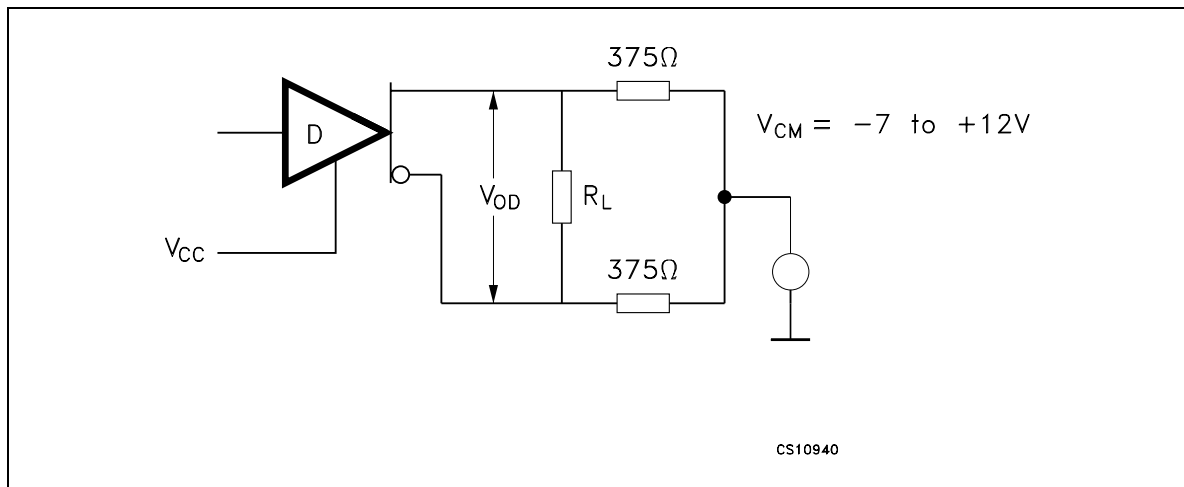 375Ω
V_CM = -7 to +12V
D
V_OD
R_L
V_CC
375Ω
CS10940